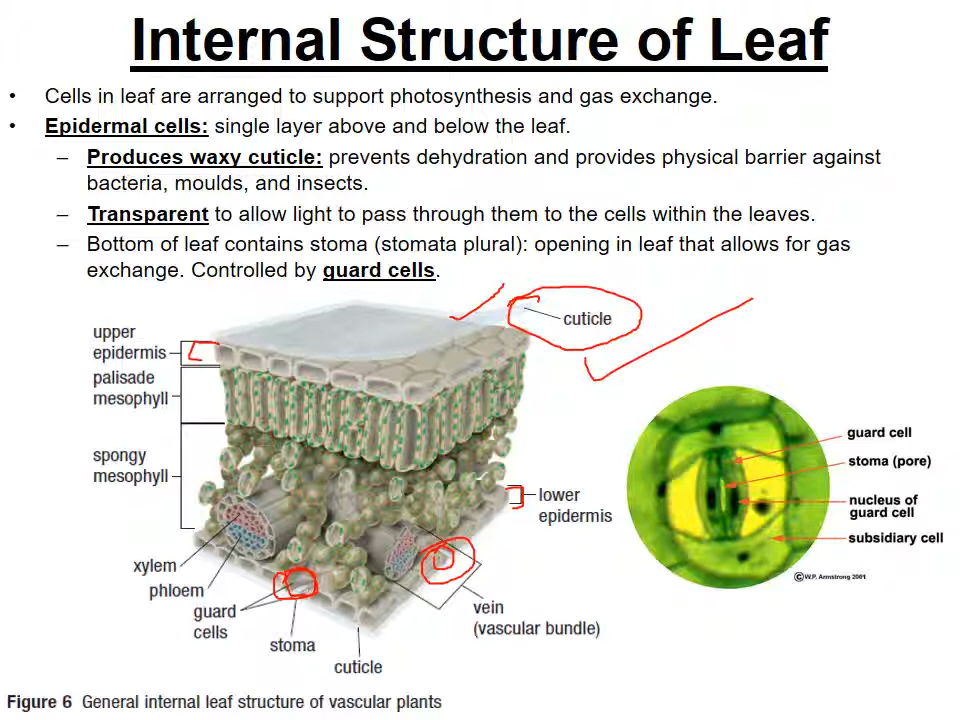 Internal Structure of Leaf
• Cells in leaf are arranged to support photosynthesis and gas exchange.
• Epidermal cells: single layer above and below the leaf.
– Produces waxy cuticle: prevents dehydration and provides physical barrier against
bacteria, moulds, and insects.
– Transparent to allow light to pass through them to the cells within the leaves.
– Bottom of leaf contains stoma (stomata plural): opening in leaf that allows for gas
exchange. Controlled by guard cells.
cuticle
upper
epidermis
palisade
mesophyll
spongy
mesophyll
lower
epidermis
xylem
phloem
guard
cells
stoma
cuticle
vein
(vascular bundle)
guard cell
stoma (pore)
nucleus of
guard cell
subsidiary cell
©W.P. Armstrong 2001
Figure 6 General internal leaf structure of vascular plants